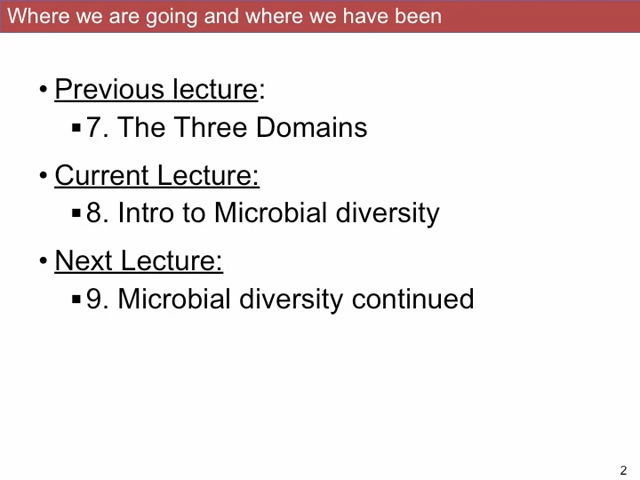 Where we are going and where we have been
• Previous lecture:
▪ 7. The Three Domains
• Current Lecture:
▪ 8. Intro to Microbial diversity
• Next Lecture:
▪ 9. Microbial diversity continued
2